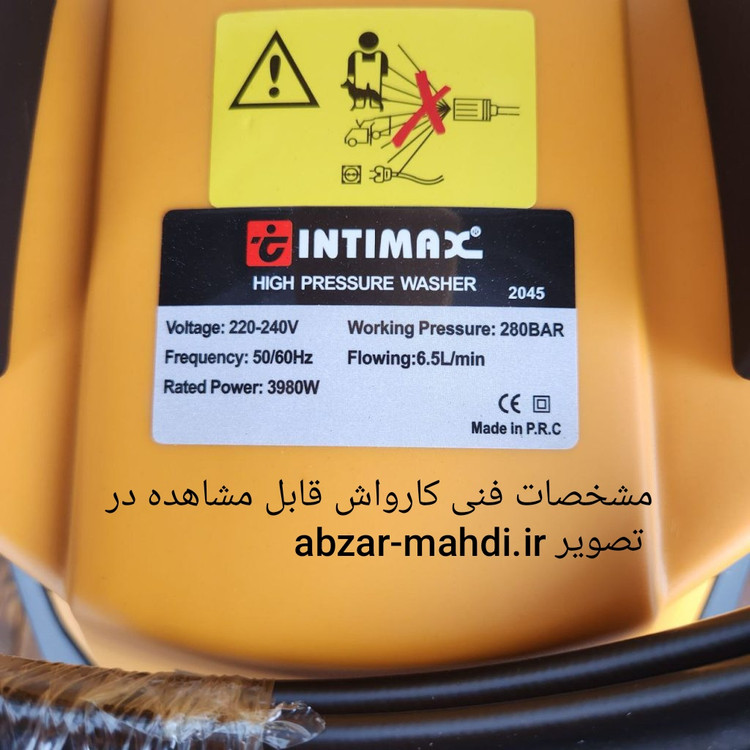 INTIMAX
HIGH PRESSURE WASHER
2045
Voltage: 220-240V
Working Pressure: 280BAR
Frequency: 50/60Hz
Flowing:6.5L/min
Rated Power: 3980W
CE
Made in P.R.C
مشخصات فنی کارواش قابل مشاهده در
تصویر abzar-mahdi.ir